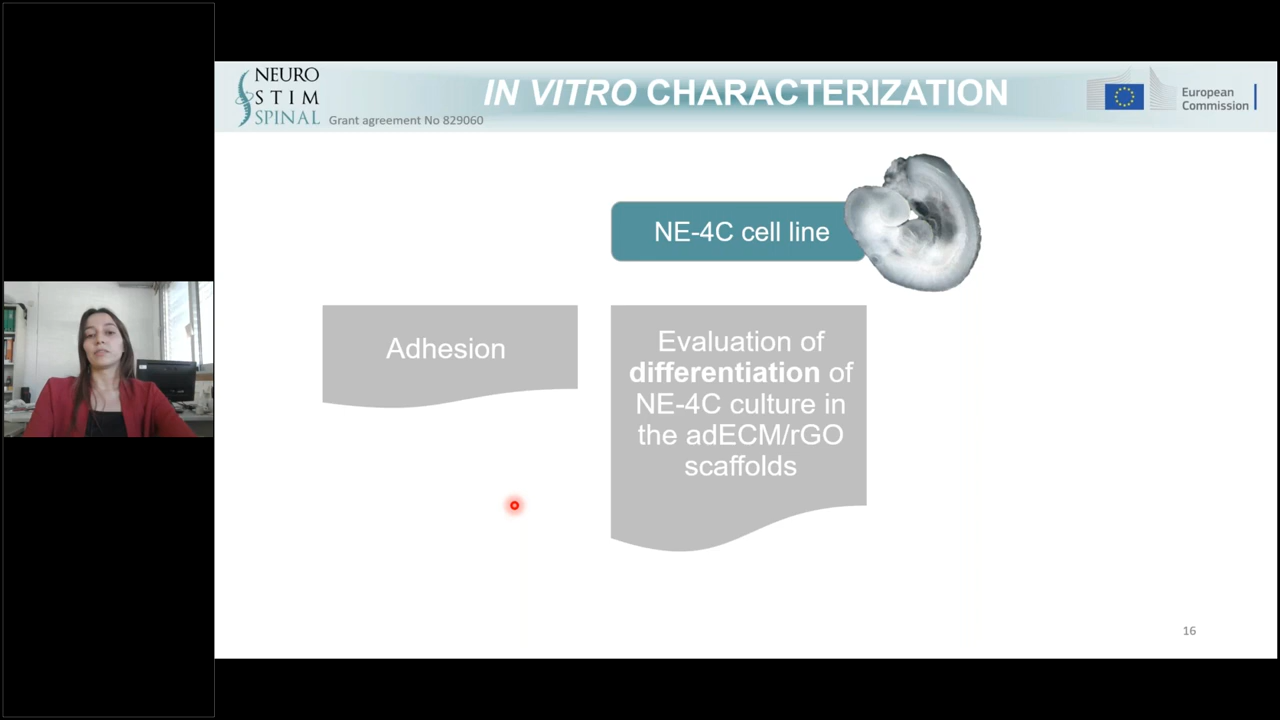 NEURO
STIM
SPINAL
Grant agreement No 829060
IN VITRO CHARACTERIZATION
European
Commission
NE-4C cell line
Adhesion
Evaluation of
differentiation of
NE-4C culture in
the adECM/rGO
scaffolds
16